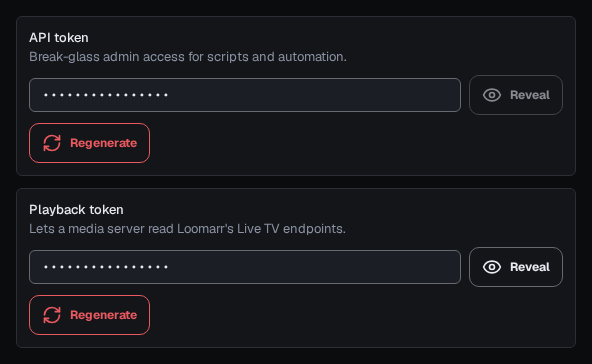 API token
Break-glass admin access for scripts and automation.
••••••••••••••••
Reveal
Regenerate
Playback token
Lets a media server read Loomarr's Live TV endpoints.
••••••••••••••••
Reveal
Regenerate